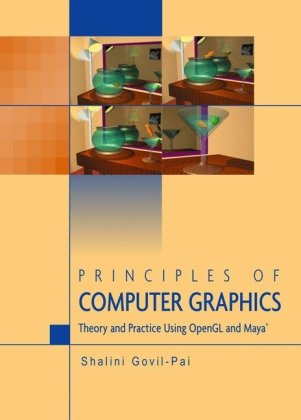 PRINCIPLES OF
COMPUTER GRAPHICS
Theory and Practice Using OpenGL and Maya®
Shalini Govil-Pai